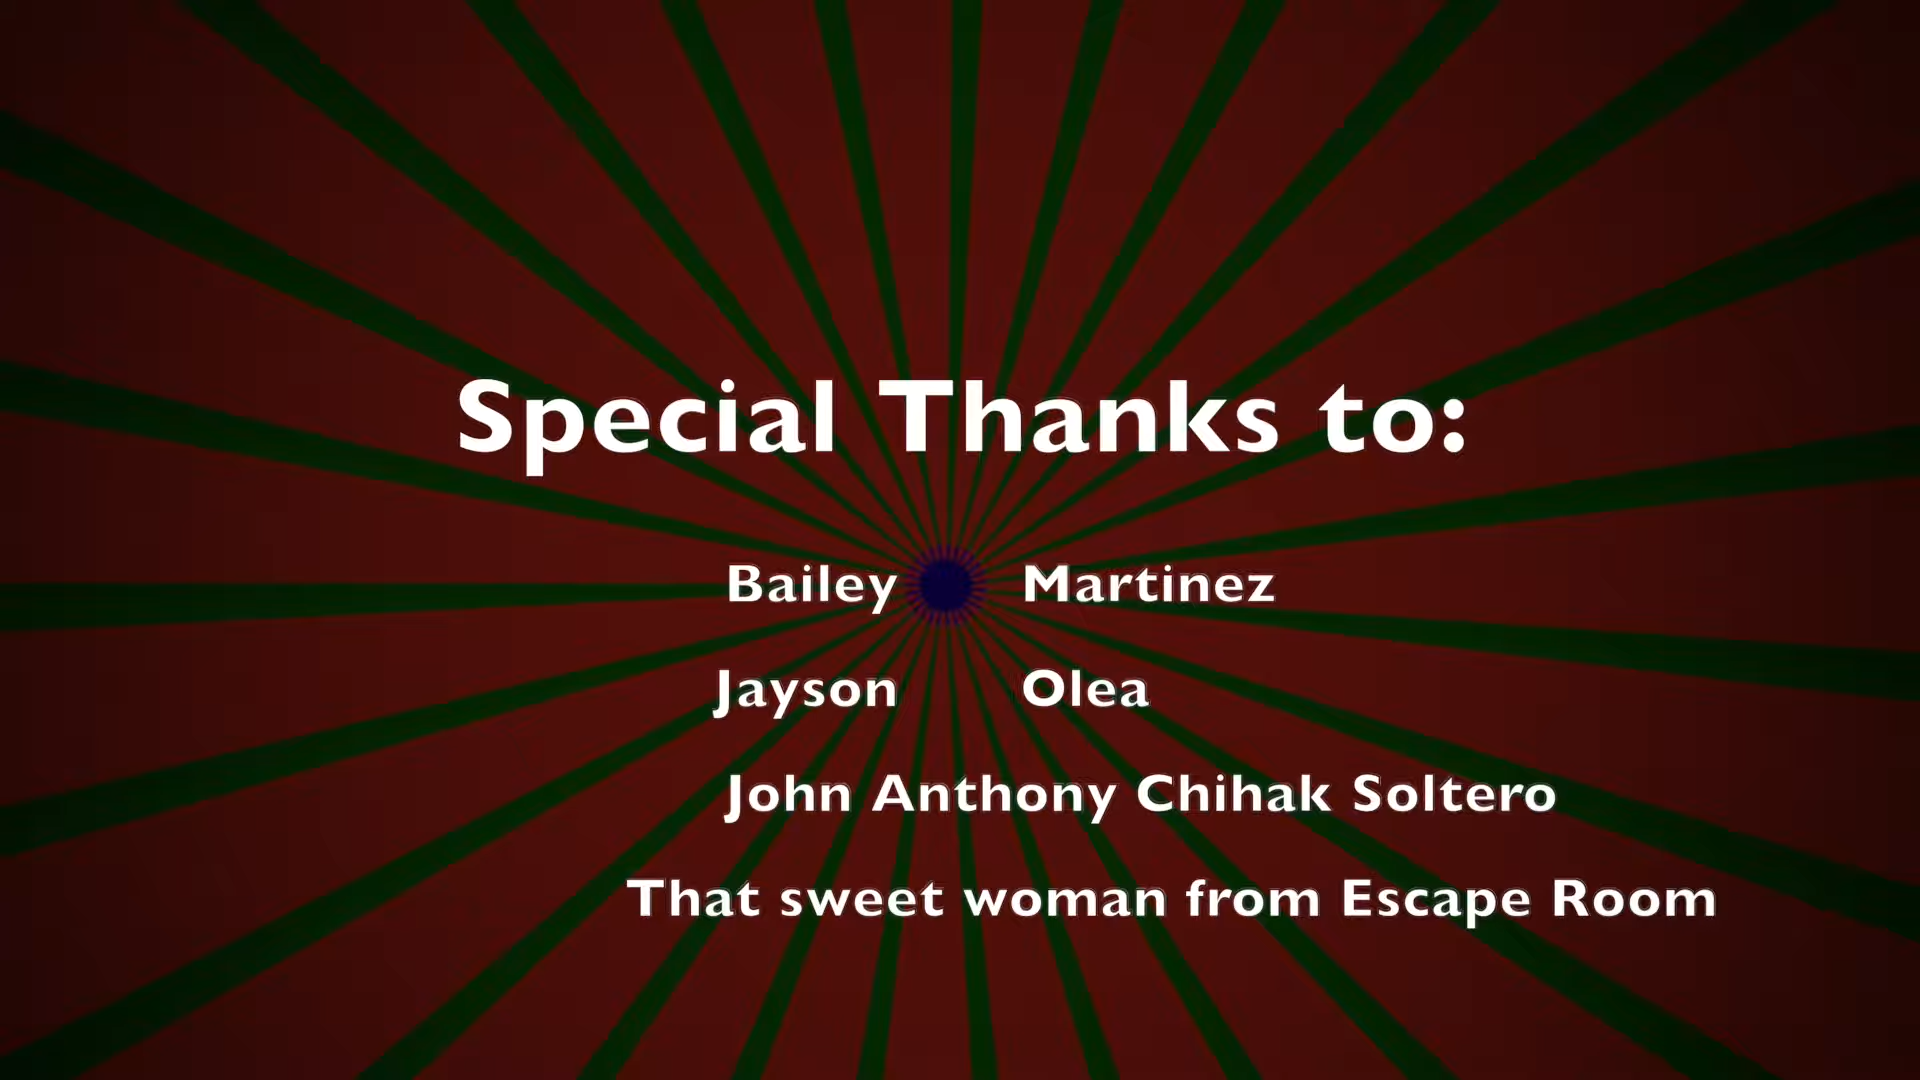 Special Thanks to:
Bailey Martinez
Jayson Olea
John Anthony Chihak Soltero
That sweet woman from Escape Room